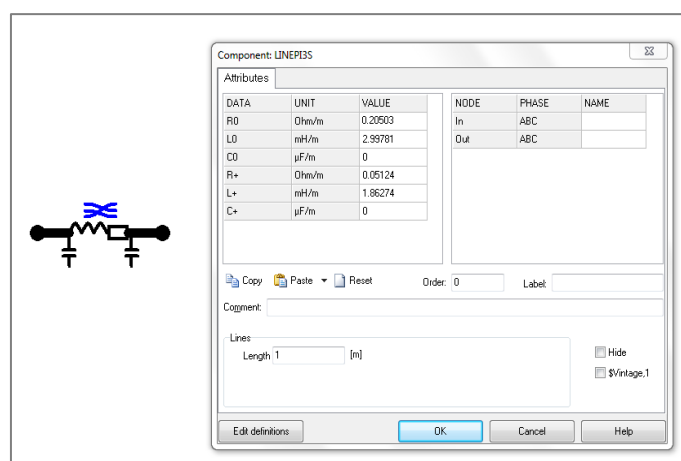 Component: LINEPI3S
Attributes
DATA UNIT VALUE NODE PHASE NAME
R0 Ohm/m 0.20503 In ABC
L0 mH/m 2.99781 Out ABC
C0 µF/m 0
R+ Ohm/m 0.05124
L+ mH/m 1.86274
C+ µF/m 0
Copy Paste Reset Order: 0 Label:
Comment:
Lines
Length 1 [m] Hide
$Vintage,1
Edit definitions OK Cancel Help